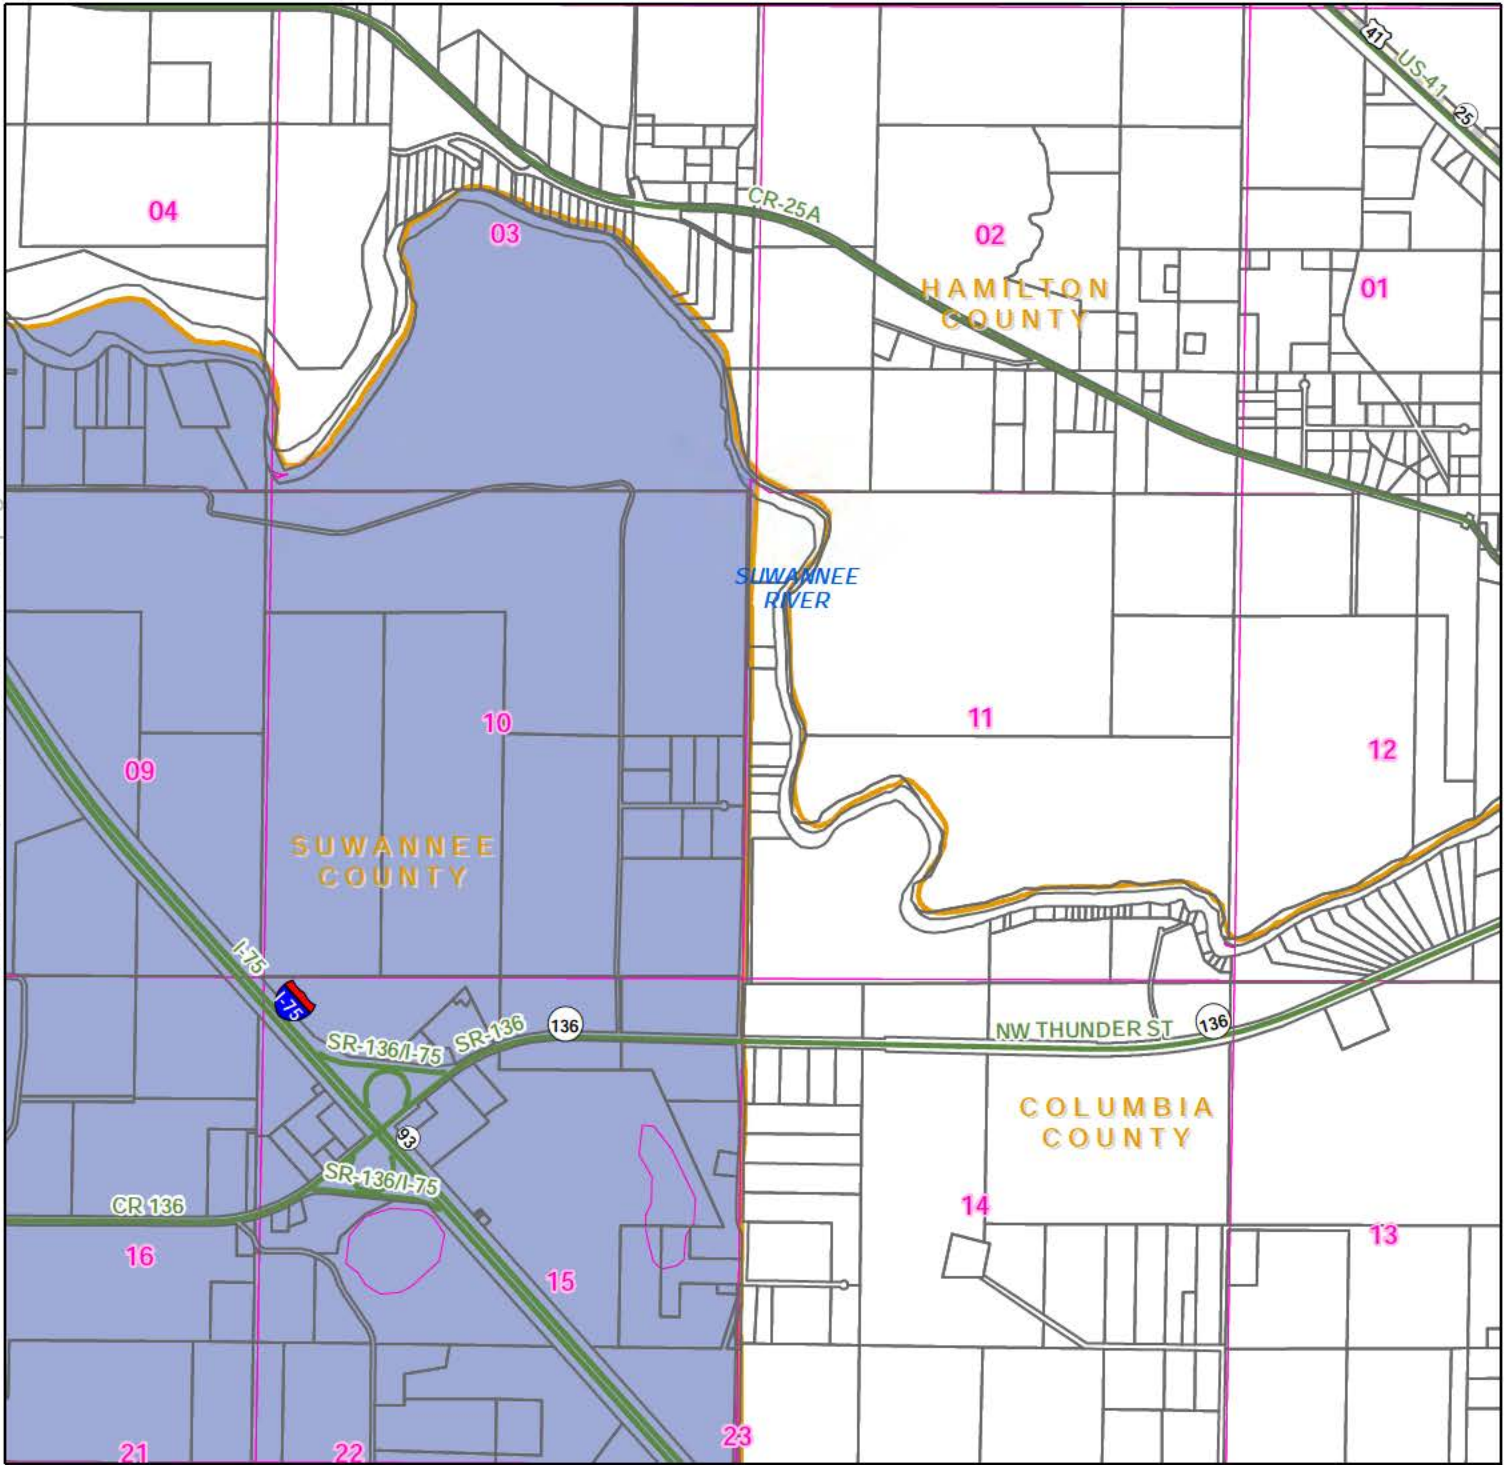 41
US-41
25
04
03
CR-25A
02
HAMILTON
COUNTY
01
SUWANNEE
RIVER
10
11
12
09
SUWANNEE
COUNTY
I-75
I-75
SR-136/I-75
SR-136
136
NW THUNDER ST
136
COLUMBIA
COUNTY
93
SR-136/I-75
CR 136
14
13
16
15
23
21
22